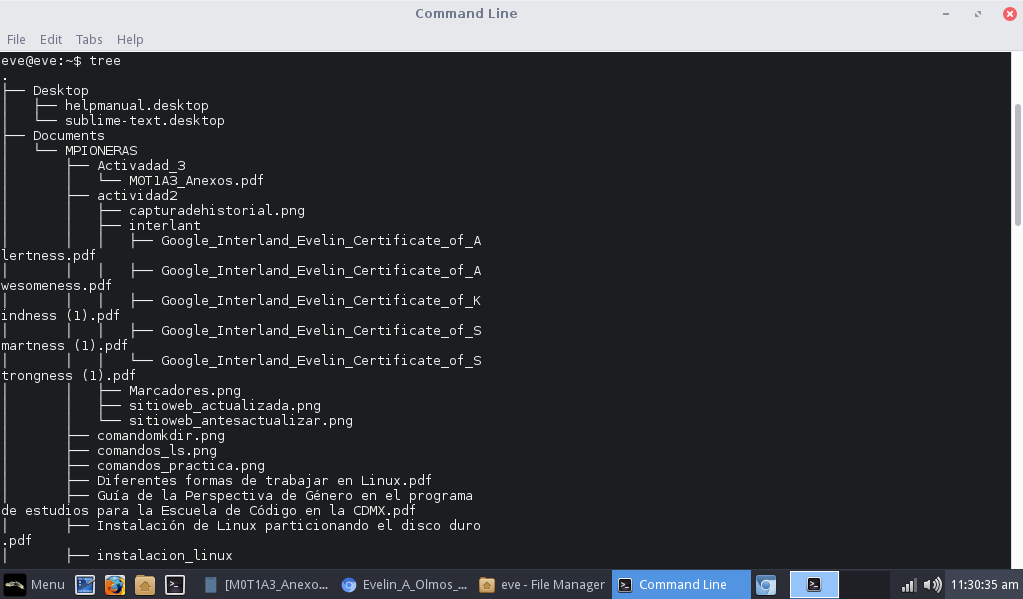 Command Line
File Edit Tabs Help
eve@eve:~$ tree
.
├── Desktop
│   ├── helpmanual.desktop
│   └── sublime-text.desktop
├── Documents
│   └── MPIONERAS
│       ├── Activadad_3
│       │   └── M0T1A3_Anexos.pdf
│       ├── actividad2
│       │   ├── capturadehistorial.png
│       │   ├── interlant
│       │   │   ├── Google_Interland_Evelin_Certificate_of_A
lertness.pdf
│       │   │   ├── Google_Interland_Evelin_Certificate_of_A
wesomeness.pdf
│       │   │   ├── Google_Interland_Evelin_Certificate_of_K
indness (1).pdf
│       │   │   ├── Google_Interland_Evelin_Certificate_of_S
martness (1).pdf
│       │   │   └── Google_Interland_Evelin_Certificate_of_S
trongness (1).pdf
│       │   ├── Marcadores.png
│       │   ├── sitioweb_actualizada.png
│       │   └── sitioweb_antesactualizar.png
│       ├── comandomkdir.png
│       ├── comandos_ls.png
│       ├── comandos_practica.png
│       ├── Diferentes formas de trabajar en Linux.pdf
│       ├── Guía de la Perspectiva de Género en el programa
de estudios para la Escuela de Código en la CDMX.pdf
│       ├── Instalación de Linux particionando el disco duro
.pdf
│       ├── instalacion_linux
Menu [M0T1A3_Anexo... Evelin_A_Olmos_... eve - File Manager Command Line 11:30:35 am